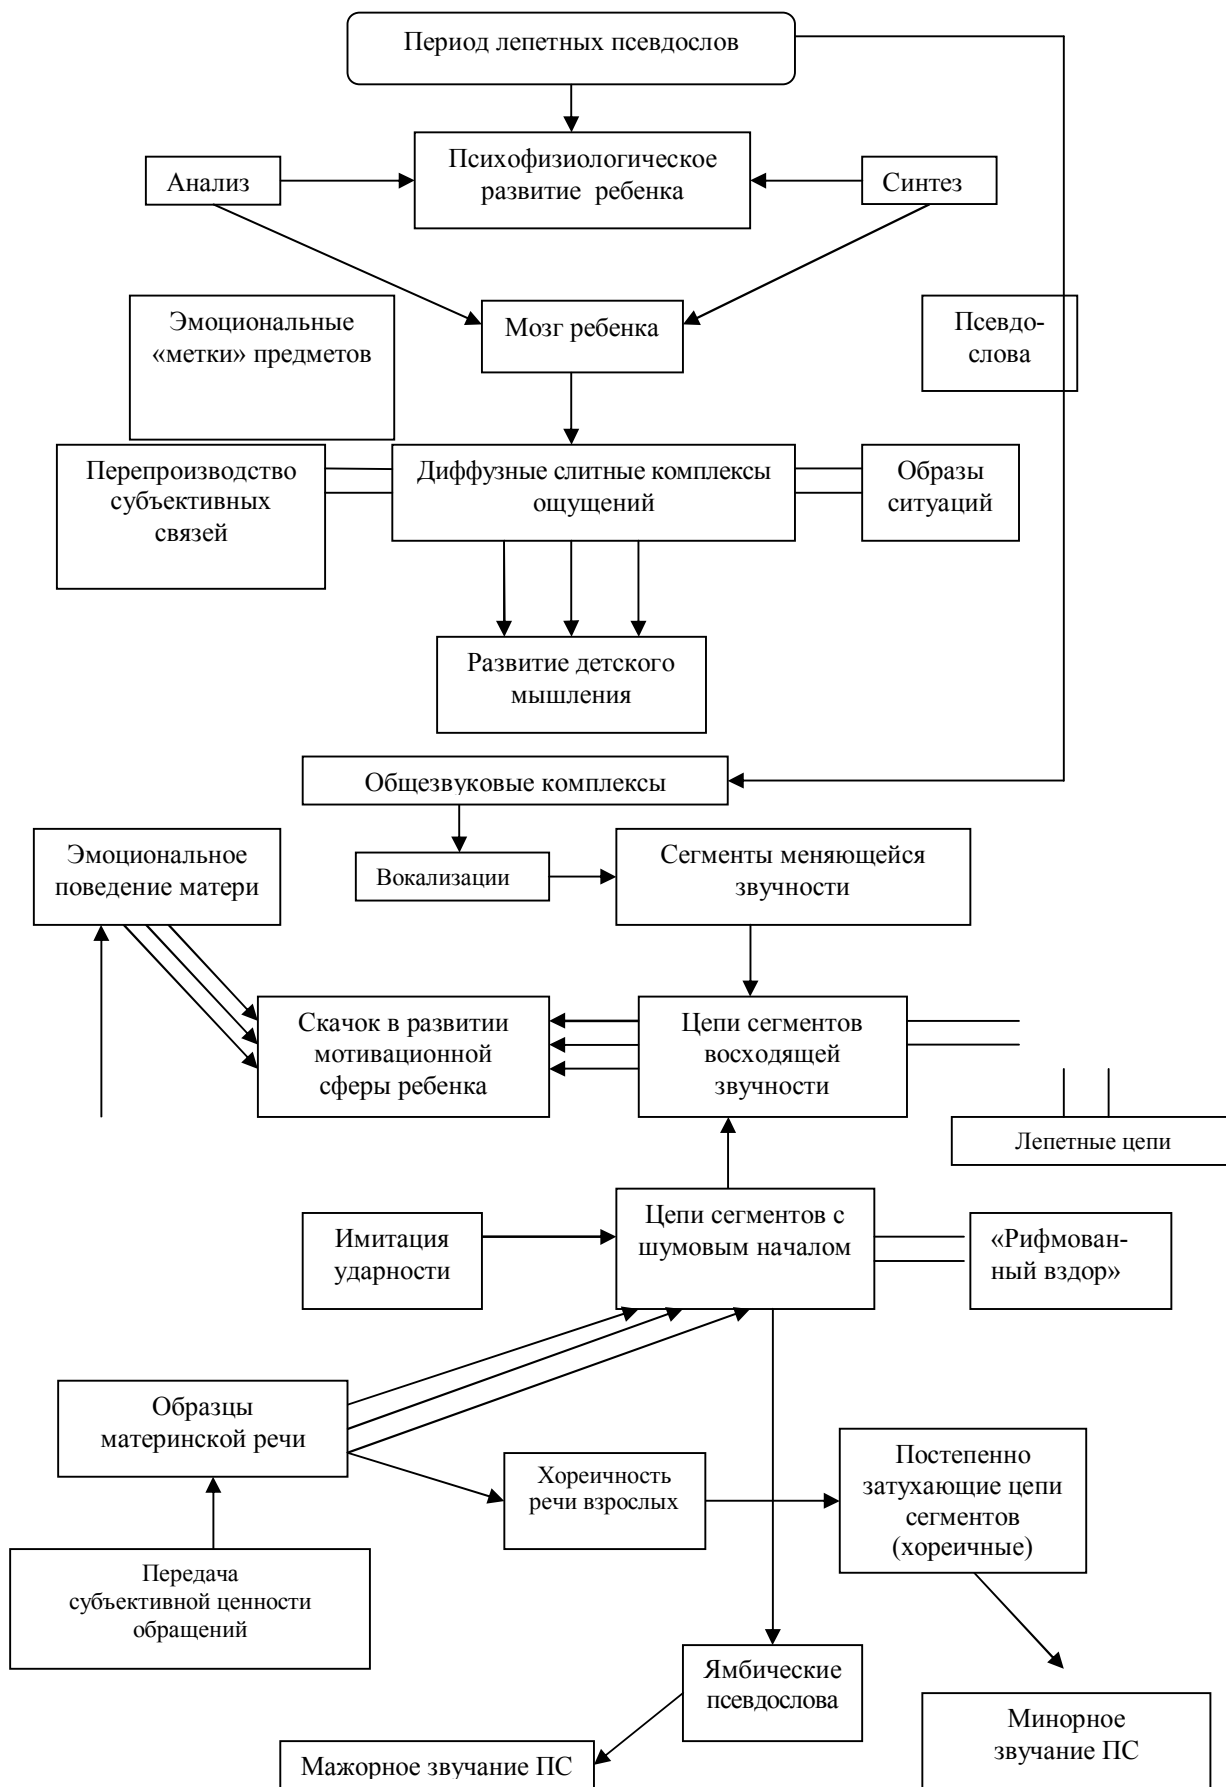 Период лепетных псевдослов
Психофизиологическое
развитие ребенка
Анализ
Синтез
Эмоциональные
«метки» предметов
Мозг ребенка
Псевдо-
слова
Перепроизводство
субъективных
связей
Диффузные слитные комплексы
ощущений
Образы
ситуаций
Развитие детского
мышления
Общезвуковые комплексы
Эмоциональное
поведение матери
Вокализации
Сегменты меняющейся
звучности
Скачок в развитии
мотивационной
сферы ребенка
Цепи сегментов
восходящей
звучности
Лепетные цепи
Имитация
ударности
Цепи сегментов с
шумовым началом
«Рифмован-
ный вздор»
Образцы
материнской речи
Хореичность
речи взрослых
Постепенно
затухающие цепи
сегментов
(хореичные)
Передача
субъективной ценности
обращений
Ямбические
псевдослова
Минорное
звучание ПС
Мажорное звучание ПС